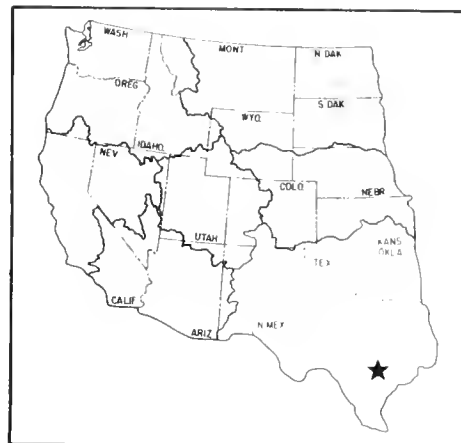 WASH
MONT
N DAK
OREG
S DAK
WYO
IDAHO
NEV
COLO
NEBR
UTAH
KANS
OKLA
TEX
CALIF
N MEX
ARIZ